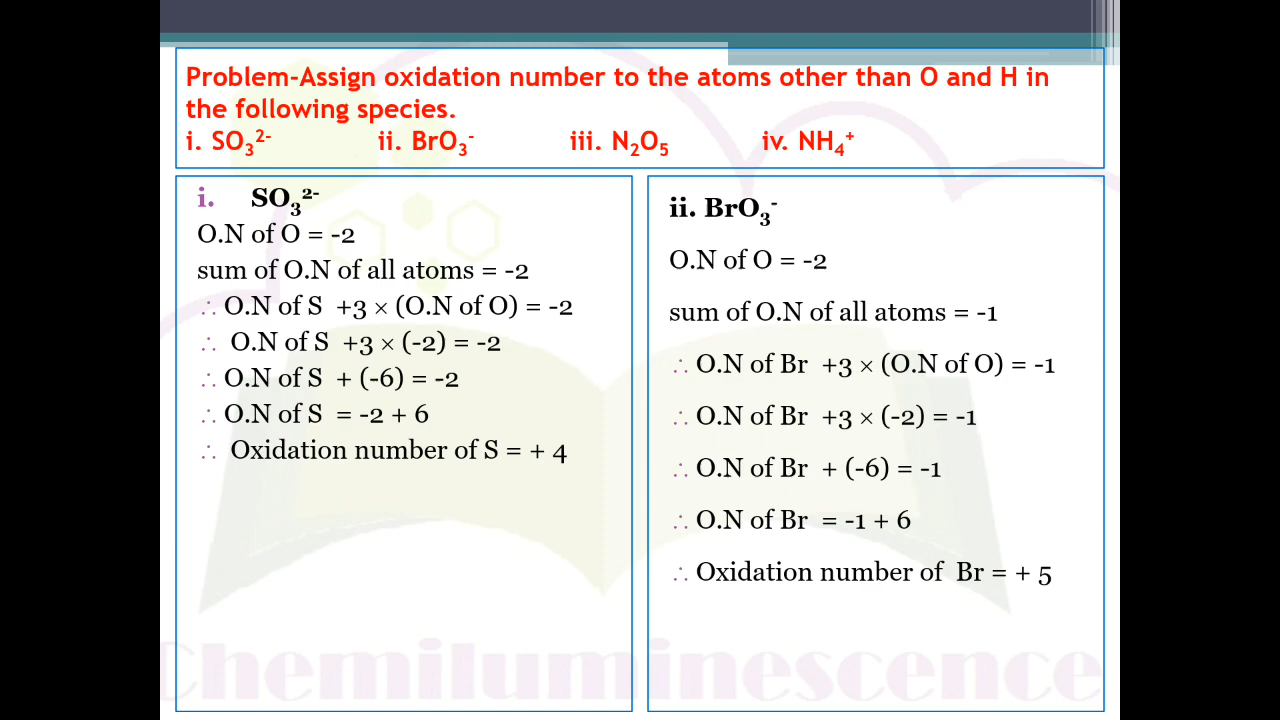 Problem-Assign oxidation number to the atoms other than O and H in
the following species.
i. SO₃²⁻ ii. BrO₃⁻ iii. N₂O₅ iv. NH₄⁺
i. SO₃²⁻
O.N of O = -2
sum of O.N of all atoms = -2
∴ O.N of S +3 × (O.N of O) = -2
∴ O.N of S +3 × (-2) = -2
∴ O.N of S + (-6) = -2
∴ O.N of S = -2 + 6
∴ Oxidation number of S = + 4
ii. BrO₃⁻
O.N of O = -2
sum of O.N of all atoms = -1
∴ O.N of Br +3 × (O.N of O) = -1
∴ O.N of Br +3 × (-2) = -1
∴ O.N of Br + (-6) = -1
∴ O.N of Br = -1 + 6
∴ Oxidation number of Br = + 5
Chemiluminescence